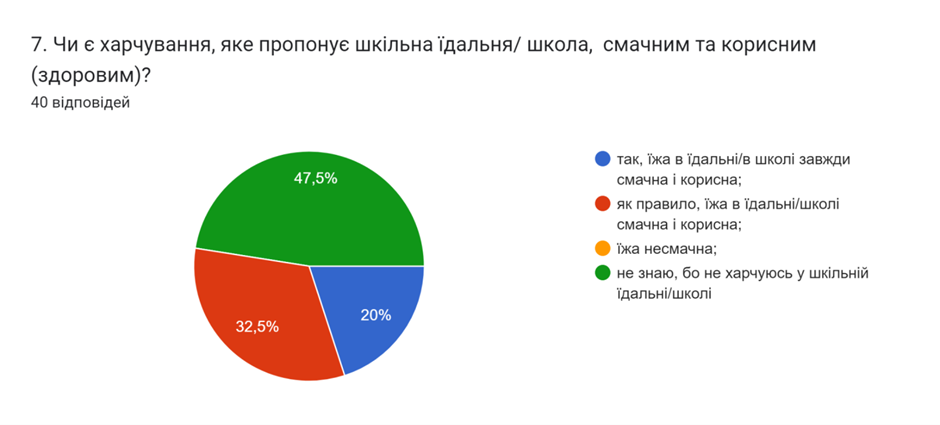 7. Чи є харчування, яке пропонує шкільна їдальня/ школа,  смачним та корисним
(здоровим)?
40 відповідей
47,5%
32,5%
20%
так, їжа в їдальні/в школі завжди
смачна і корисна;
як правило, їжа в їдальні/школі
смачна і корисна;
їжа несмачна;
не знаю, бо не харчуюсь у шкільній
їдальні/школі